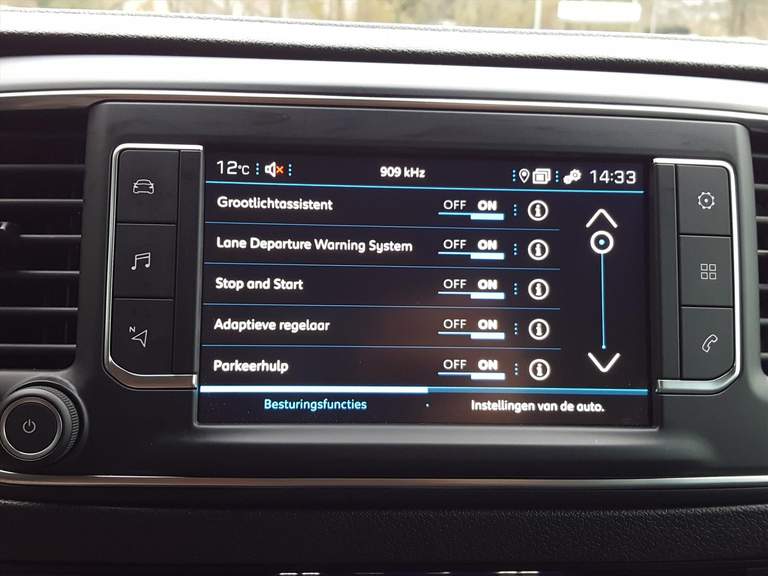 12°C 909 kHz 14:33
Grootlichtassistent OFF ON
Lane Departure Warning System OFF ON
Stop and Start OFF ON
Adaptieve regelaar OFF ON
Parkeerhulp OFF ON
Besturingsfuncties Instellingen van de auto.
N